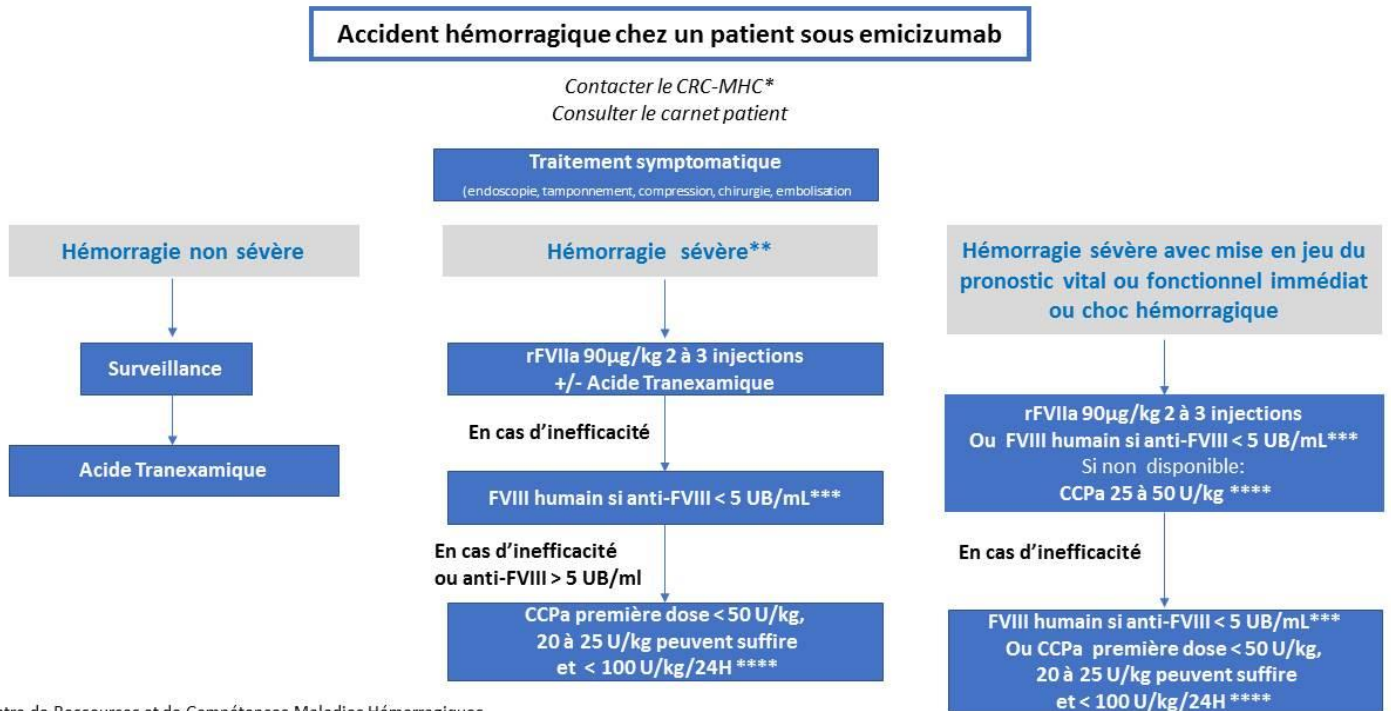 Accident hémorragique chez un patient sous emicizumab
Contacter le CRC-MHC*
Consulter le carnet patient
Traitement symptomatique
(endoscopie, tamponnement, compression, chirurgie, embolisation
Hémorragie non sévère
Surveillance
Acide Tranexamique
Hémorragie sévère**
rFVIIa 90µg/kg 2 à 3 injections
+/- Acide Tranexamique
En cas d’inefficacité
FVIII humain si anti-FVIII < 5 UB/mL***
En cas d’inefficacité
ou anti-FVIII > 5 UB/ml
CCPa première dose < 50 U/kg,
20 à 25 U/kg peuvent suffire
et < 100 U/kg/24H ****
Hémorragie sévère avec mise en jeu du
pronostic vital ou fonctionnel immédiat
ou choc hémorragique
rFVIIa 90µg/kg 2 à 3 injections
Ou FVIII humain si anti-FVIII < 5 UB/mL***
Si non disponible:
CCPa 25 à 50 U/kg ****
En cas d’inefficacité
FVIII humain si anti-FVIII < 5 UB/mL***
Ou CCPa première dose < 50 U/kg,
20 à 25 U/kg peuvent suffire
et < 100 U/kg/24H ****